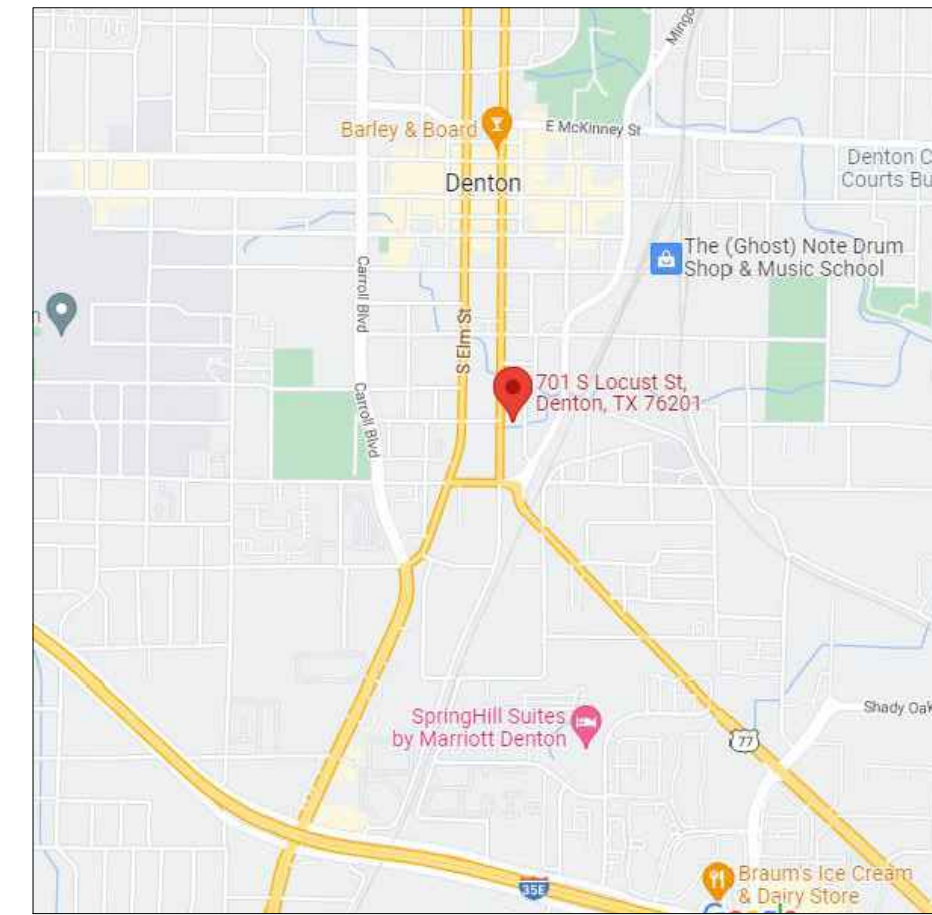 Mingo
Barley & Board
E McKinney St
Denton C
Courts Bu
Denton
The (Ghost) Note Drum
Shop & Music School
n
Carroll Blvd
S Elm St
701 S Locust St,
Denton, TX 76201
Carroll Blvd
SpringHill Suites
by Marriott Denton
Shady Oak
77
35E
Braum's Ice Cream
& Dairy Store
Google